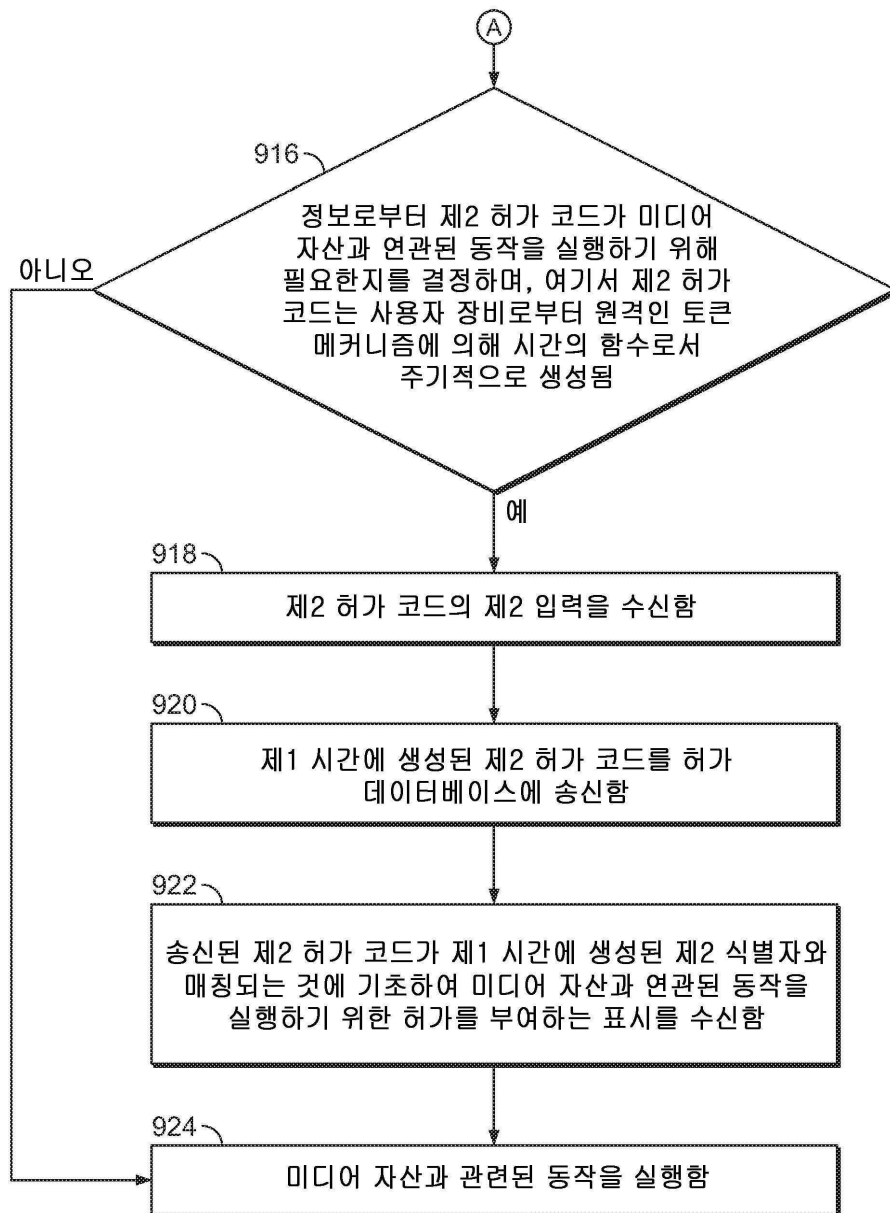 A
916
정보로부터 제2 허가 코드가 미디어
자산과 연관된 동작을 실행하기 위해
필요한지를 결정하며, 여기서 제2 허가
코드는 사용자 장비로부터 원격인 토큰
메커니즘에 의해 시간의 함수로서
주기적으로 생성됨
아니오
예
918
제2 허가 코드의 제2 입력을 수신함
920
제1 시간에 생성된 제2 허가 코드를 허가
데이터베이스에 송신함
922
송신된 제2 허가 코드가 제1 시간에 생성된 제2 식별자와
매칭되는 것에 기초하여 미디어 자산과 연관된 동작을
실행하기 위한 허가를 부여하는 표시를 수신함
924
미디어 자산과 관련된 동작을 실행함